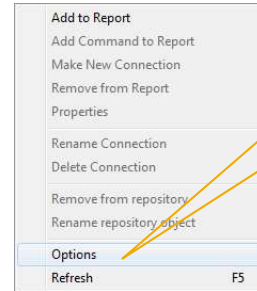 Add to Report
Add Command to Report
Make New Connection
Remove from Report
Properties
Rename Connection
Delete Connection
Remove from repository
Rename repository object
Options
Refresh F5